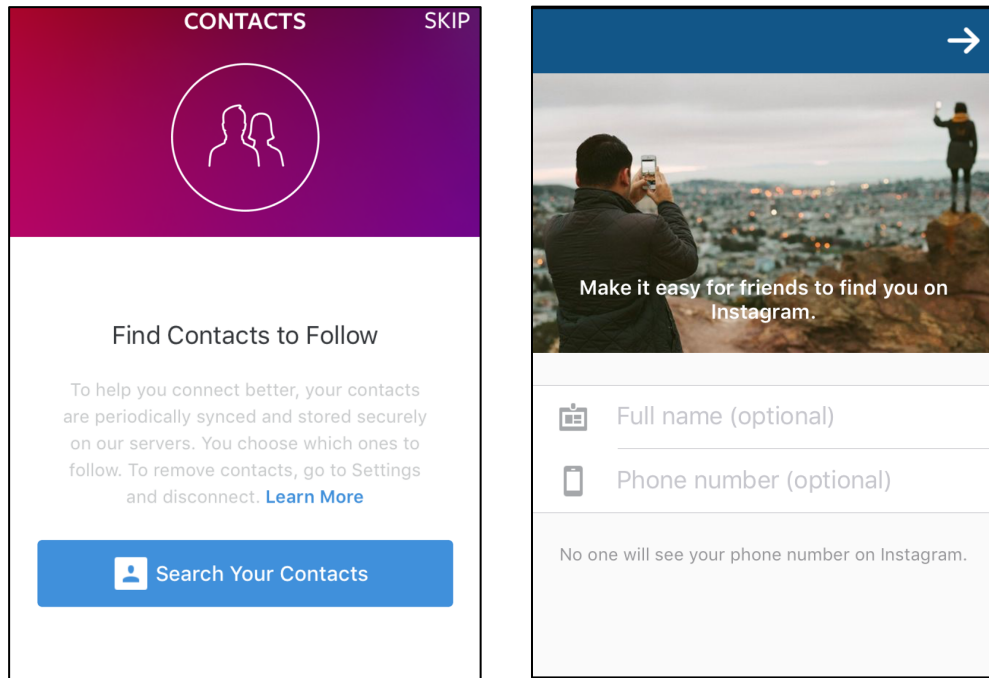 CONTACTS
SKIP
Find Contacts to Follow
To help you connect better, your contacts
are periodically synced and stored securely
on our servers. You choose which ones to
follow. To remove contacts, go to Settings
and disconnect. Learn More
Search Your Contacts
Make it easy for friends to find you on
Instagram.
Full name (optional)
Phone number (optional)
No one will see your phone number on Instagram.